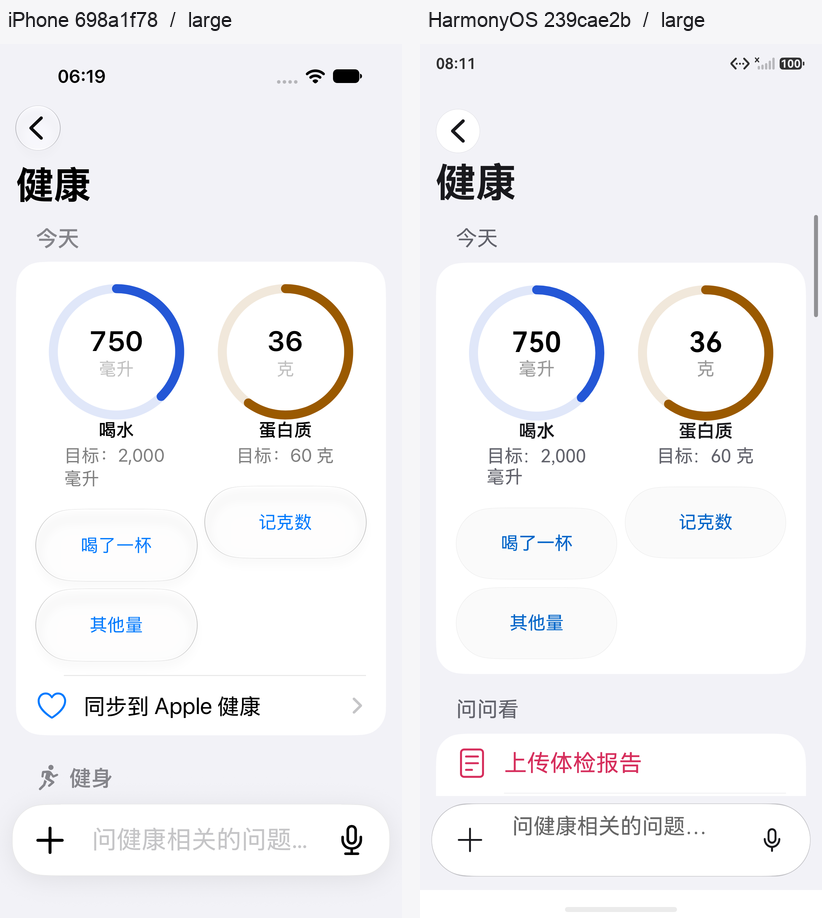 iPhone 698a1f78 / large
06:19
健康
今天
750
毫升
36
克
喝水
目标：2,000
毫升
蛋白质
目标：60 克
喝了一杯
记克数
其他量
同步到 Apple 健康
健身
问健康相关的问题...
HarmonyOS 239cae2b / large
08:11
100
健康
今天
750
毫升
36
克
喝水
目标：2,000
毫升
蛋白质
目标：60 克
喝了一杯
记克数
其他量
问问看
上传体检报告
问健康相关的问题...